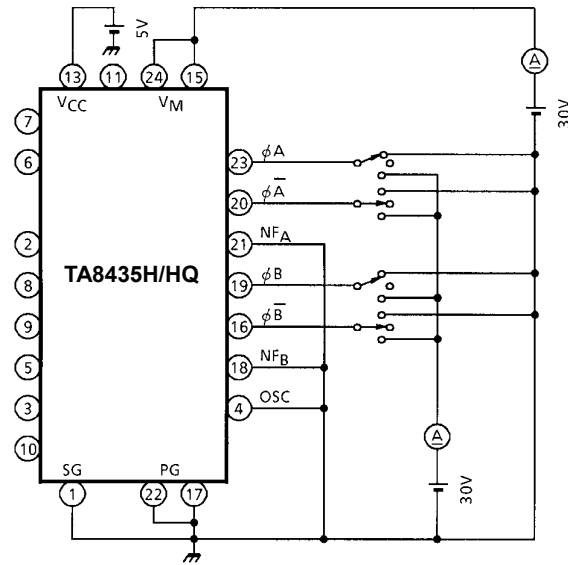 5V
13 11 24 15
A
VCC VM
30V
7
6
23 φA
20 φA̅
2
21 NFA
TA8435H/HQ
8
19 φB
9
16 φB̅
5
18 NFB
3
4 OSC
A
10
30V
SG PG
1 22 17